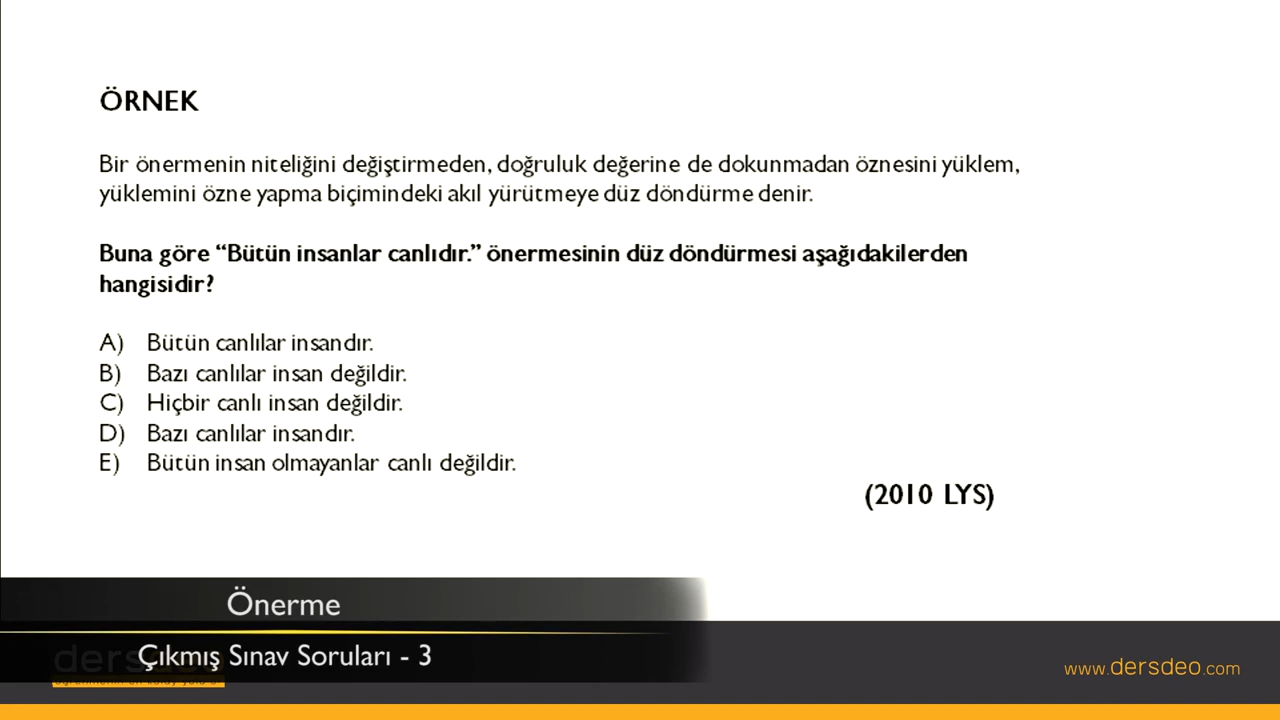 ÖRNEK
Bir önermenin niteliğini değiştirmeden, doğruluk değerine de dokunmadan öznesini yüklem,
yüklemini özne yapma biçimindeki akıl yürütmeye düz döndürme denir.
Buna göre “Bütün insanlar canlıdır.” önermesinin düz döndürmesi aşağıdakilerden
hangisidir?
A) Bütün canlılar insandır.
B) Bazı canlılar insan değildir.
C) Hiçbir canlı insan değildir.
D) Bazı canlılar insandır.
E) Bütün insan olmayanlar canlı değildir.
(2010 LYS)
Önerme
Çıkmış Sınav Soruları - 3
www.dersdeo.com